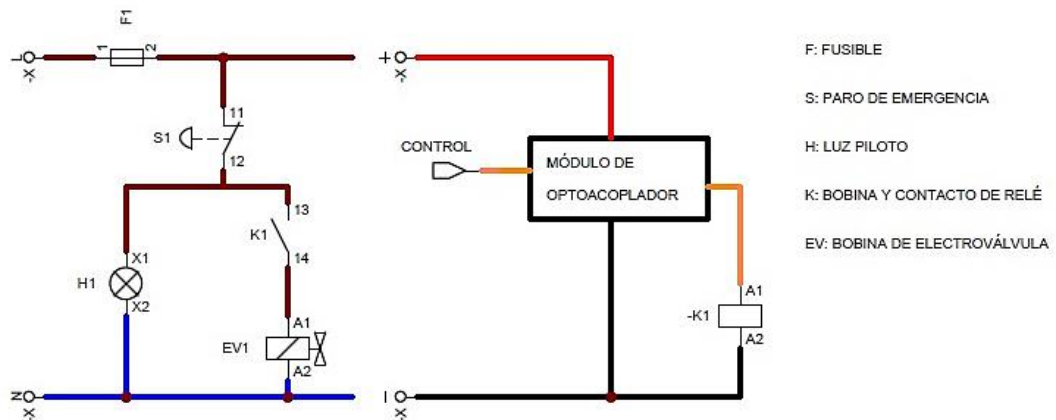 F1
L
-X
1
2
11
S1
12
13
K1
14
X1
H1
X2
A1
EV1
A2
N
-X
+
-X
CONTROL
MÓDULO DE
OPTOACOPLADOR
A1
-K1
A2
-
-X
F: FUSIBLE
S: PARO DE EMERGENCIA
H: LUZ PILOTO
K: BOBINA Y CONTACTO DE RELÉ
EV: BOBINA DE ELECTROVÁLVULA